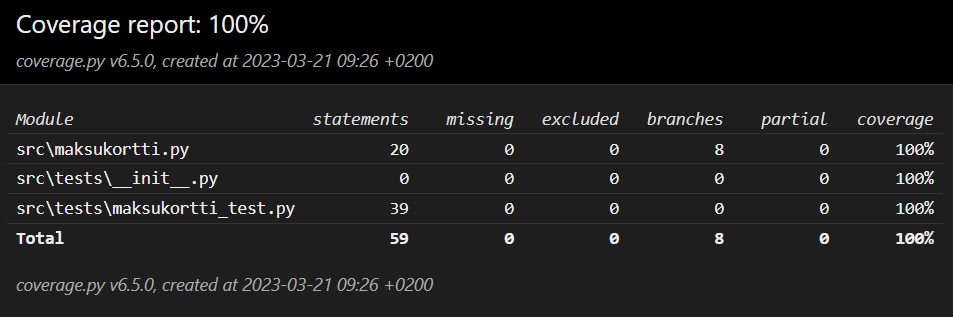 Coverage report: 100%
coverage.py v6.5.0, created at 2023-03-21 09:26 +0200
Module statements missing excluded branches partial coverage
src\maksukortti.py 20 0 0 8 0 100%
src\tests\__init__.py 0 0 0 0 0 100%
src\tests\maksukortti_test.py 39 0 0 0 0 100%
Total 59 0 0 8 0 100%
coverage.py v6.5.0, created at 2023-03-21 09:26 +0200